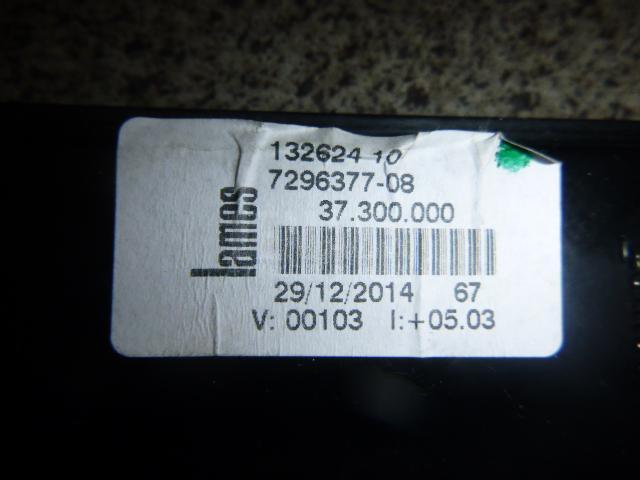 132624 10
7296377-08
37.300.000
lames
29/12/2014 67
V: 00103 I:+05.03